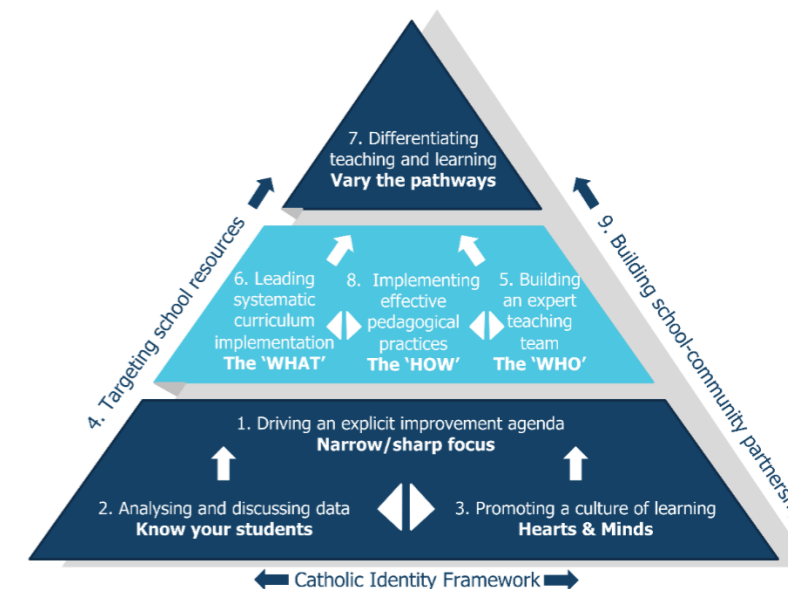 7. Differentiating
teaching and learning
Vary the pathways
6. Leading
systematic
curriculum
implementation
The ‘WHAT’
8. Implementing
effective
pedagogical
practices
The ‘HOW’
5. Building
an expert
teaching
team
The ‘WHO’
4. Targeting school resources
9. Building school-community
1. Driving an explicit improvement agenda
Narrow/sharp focus
2. Analysing and discussing data
Know your students
3. Promoting a culture of learning
Hearts & Minds
Catholic Identity Framework